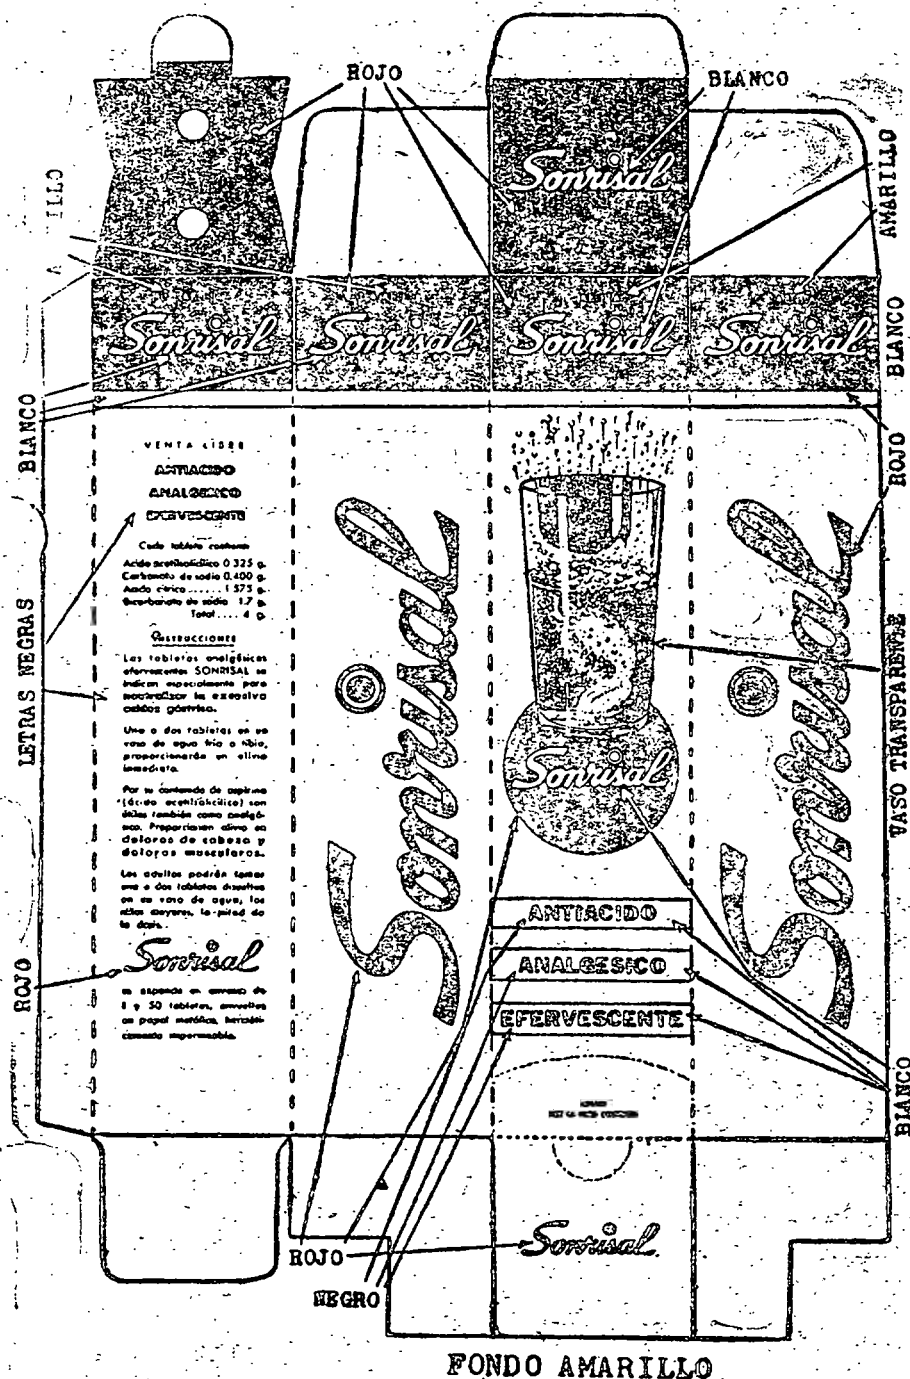 ROJO
BLANCO
Sonrisal
AMARILLO
ILLO
A
Sonrisal
Sonrisal
Sonrisal
Sonrisal
BLANCO
BLANCO
ROJO
VENTA LIBRE
ANTIACIDO
ANALGESICO
EFERVESCENTE
Cada tableta contiene
Acido acetilsalicílico 0.325 g.
Carbonato de sodio 0.400 g.
Acido cítrico ....... 1.575 g.
Bicarbonato de sodio 1.7 g.
Total .... 4 g.
INSTRUCCIONES
Las tabletas analgésicas
efervescentes SONRISAL se
indican especialmente para
neutralizar la excesiva
acidez gástrica.
Una o dos tabletas en un
vaso de agua fría o tibia,
proporcionarán un alivio
inmediato.
Por su contenido de aspirina
(ácido acetilsalicílico) son
útiles también como analgé-
sico. Proporcionan alivio en
dolores de cabeza y
dolores musculares.
Los adultos podrán tomar
una o dos tabletas disueltas
en un vaso de agua, los
niños mayores, la mitad de
la dosis.
Sonrisal
se expende en envases de
8 y 50 tabletas, envueltas
en papel metálico, herméti-
camente impermeable.
LETRAS NEGRAS
ROJO
Sonrisal
Sonrisal
ANTIACIDO
ANALGESICO
EFERVESCENTE
Sonrisal
VASO TRANSPARENTE
BLANCO
Sonrisal
ROJO
NEGRO
FONDO AMARILLO